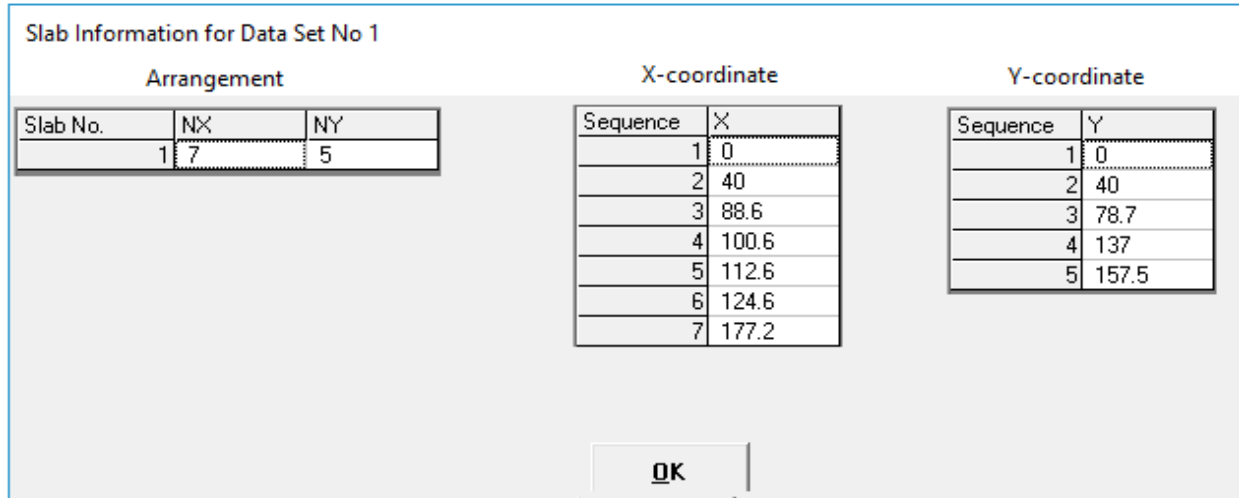 Slab Information for Data Set No 1
Arrangement
Slab No. NX NY
1 7 5
X-coordinate
Sequence X
1 0
2 40
3 88.6
4 100.6
5 112.6
6 124.6
7 177.2
Y-coordinate
Sequence Y
1 0
2 40
3 78.7
4 137
5 157.5
OK